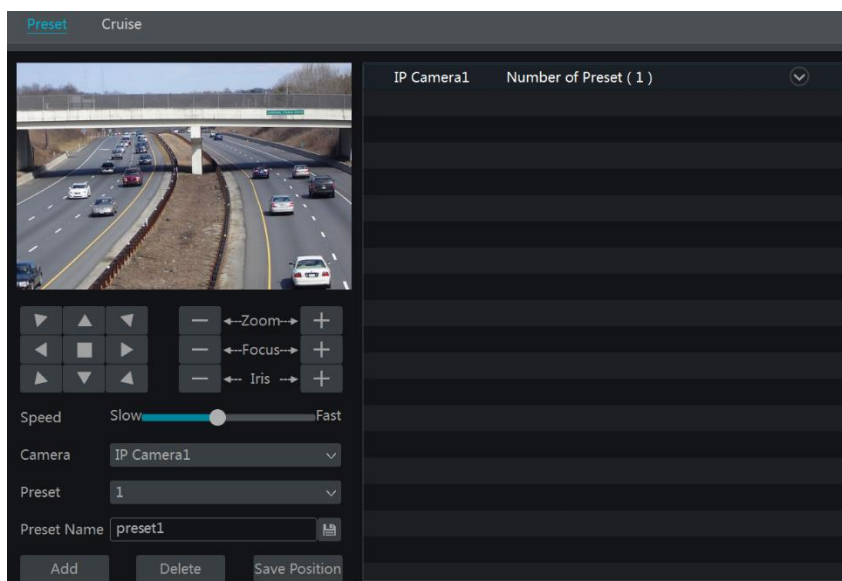 Preset Cruise
IP Camera1 Number of Preset ( 1 )
Zoom
Focus
Iris
Speed Slow Fast
Camera IP Camera1
Preset 1
Preset Name preset1
Add Delete Save Position